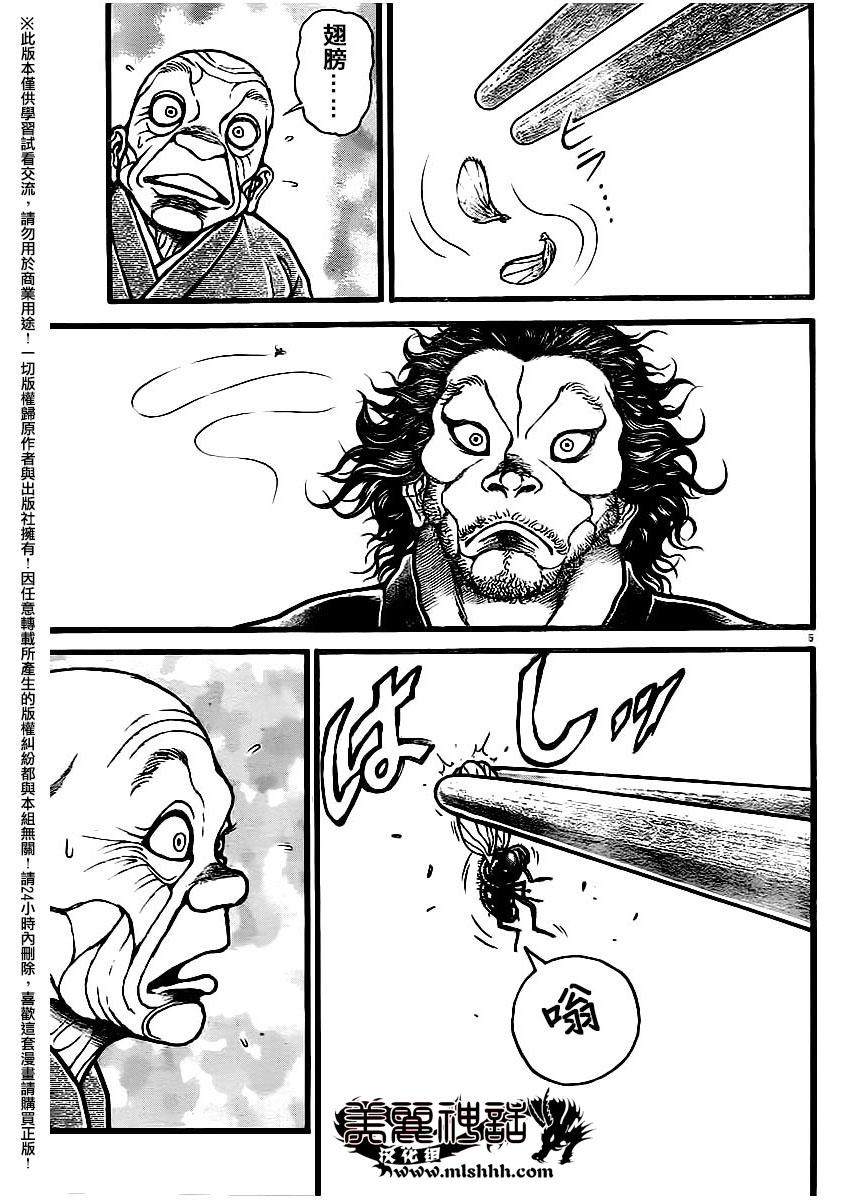 翅膀……
ピン……
5
はしッ
嗡
美麗神話
汉化组
www.mlshhh.com
※此版本僅供學習試看交流，請勿用於商業用途！一切版權歸原作者與出版社擁有！因任意轉載所產生的版權糾紛都與本組無關！請24小時內刪除，喜歡這套漫畫請購買正版！